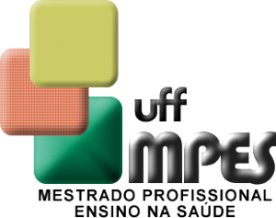 uff
MPES
MESTRADO PROFISSIONAL
ENSINO NA SAÚDE